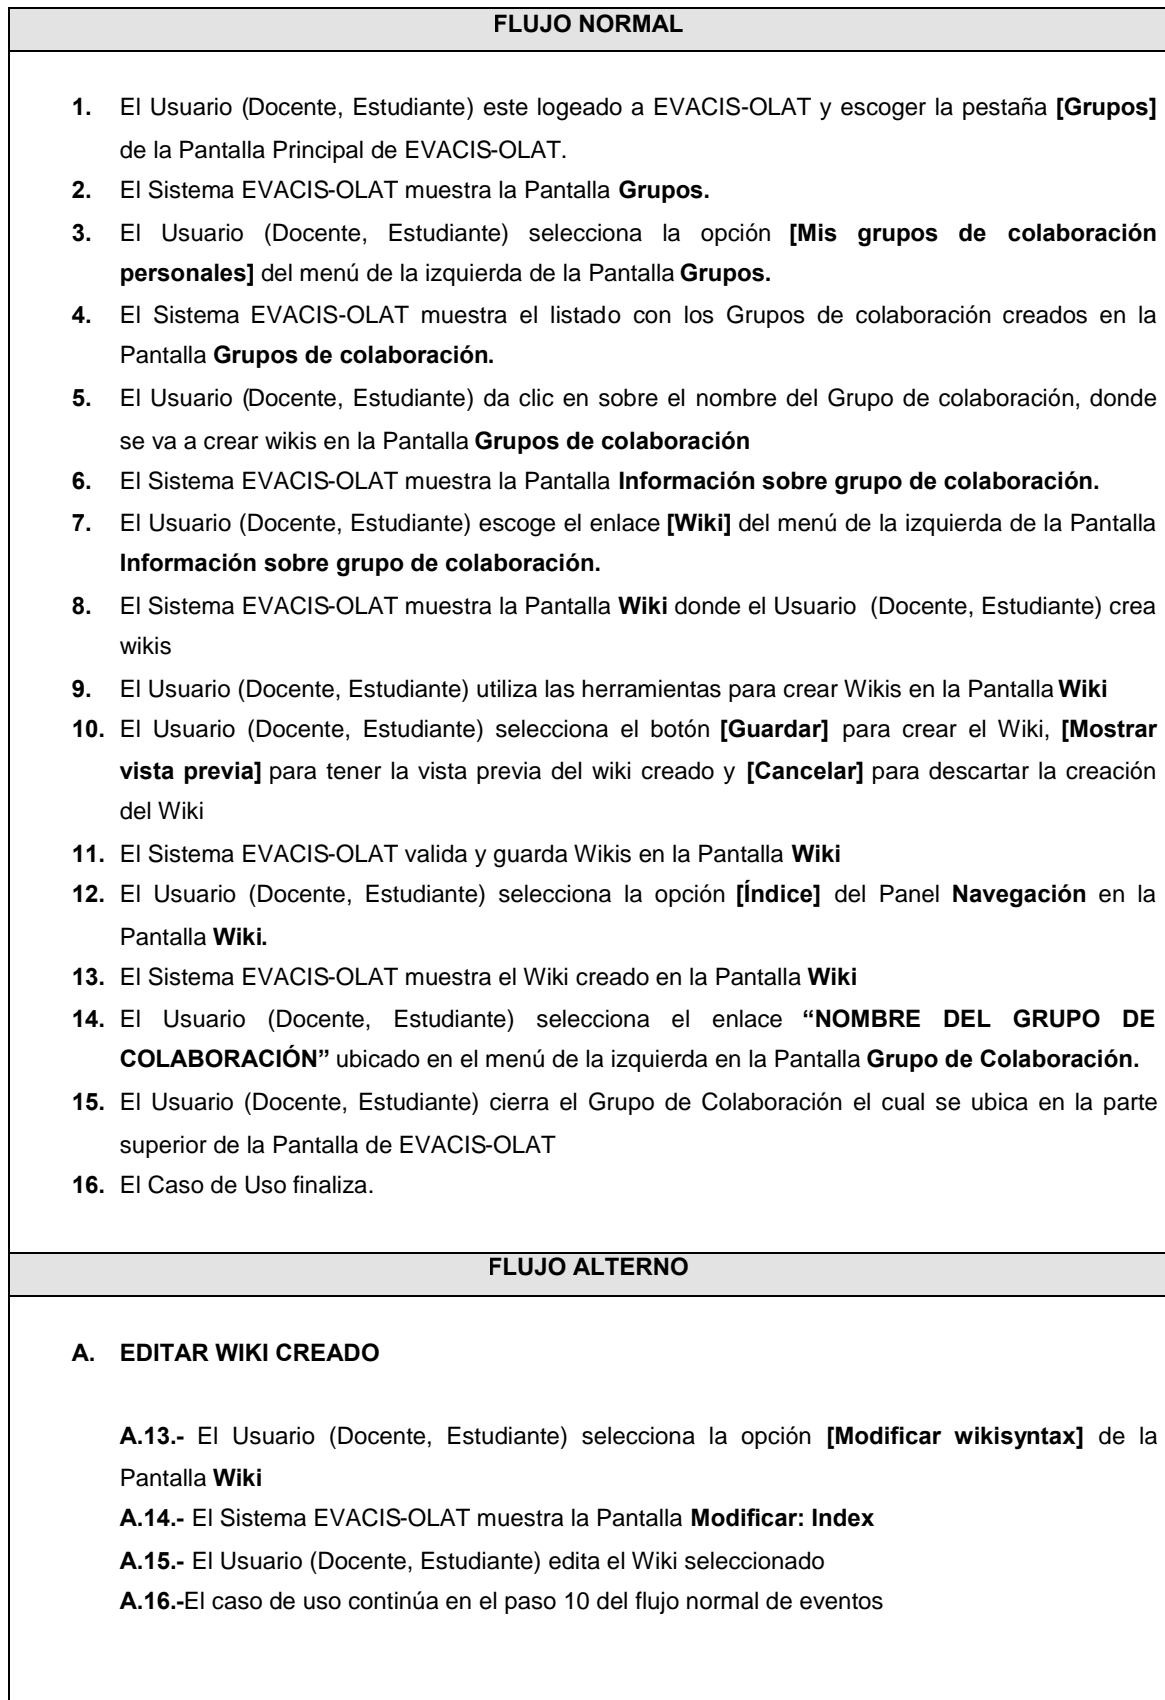 FLUJO NORMAL
1. El Usuario (Docente, Estudiante) este logeado a EVACIS-OLAT y escoger la pestaña [Grupos]
de la Pantalla Principal de EVACIS-OLAT.
2. El Sistema EVACIS-OLAT muestra la Pantalla Grupos.
3. El Usuario (Docente, Estudiante) selecciona la opción [Mis grupos de colaboración
personales] del menú de la izquierda de la Pantalla Grupos.
4. El Sistema EVACIS-OLAT muestra el listado con los Grupos de colaboración creados en la
Pantalla Grupos de colaboración.
5. El Usuario (Docente, Estudiante) da clic en sobre el nombre del Grupo de colaboración, donde
se va a crear wikis en la Pantalla Grupos de colaboración
6. El Sistema EVACIS-OLAT muestra la Pantalla Información sobre grupo de colaboración.
7. El Usuario (Docente, Estudiante) escoge el enlace [Wiki] del menú de la izquierda de la Pantalla
Información sobre grupo de colaboración.
8. El Sistema EVACIS-OLAT muestra la Pantalla Wiki donde el Usuario (Docente, Estudiante) crea
wikis
9. El Usuario (Docente, Estudiante) utiliza las herramientas para crear Wikis en la Pantalla Wiki
10. El Usuario (Docente, Estudiante) selecciona el botón [Guardar] para crear el Wiki, [Mostrar
vista previa] para tener la vista previa del wiki creado y [Cancelar] para descartar la creación
del Wiki
11. El Sistema EVACIS-OLAT valida y guarda Wikis en la Pantalla Wiki
12. El Usuario (Docente, Estudiante) selecciona la opción [Índice] del Panel Navegación en la
Pantalla Wiki.
13. El Sistema EVACIS-OLAT muestra el Wiki creado en la Pantalla Wiki
14. El Usuario (Docente, Estudiante) selecciona el enlace “NOMBRE DEL GRUPO DE
COLABORACIÓN” ubicado en el menú de la izquierda en la Pantalla Grupo de Colaboración.
15. El Usuario (Docente, Estudiante) cierra el Grupo de Colaboración el cual se ubica en la parte
superior de la Pantalla de EVACIS-OLAT
16. El Caso de Uso finaliza.
FLUJO ALTERNO
A. EDITAR WIKI CREADO
A.13.- El Usuario (Docente, Estudiante) selecciona la opción [Modificar wikisyntax] de la
Pantalla Wiki
A.14.- El Sistema EVACIS-OLAT muestra la Pantalla Modificar: Index
A.15.- El Usuario (Docente, Estudiante) edita el Wiki seleccionado
A.16.-El caso de uso continúa en el paso 10 del flujo normal de eventos